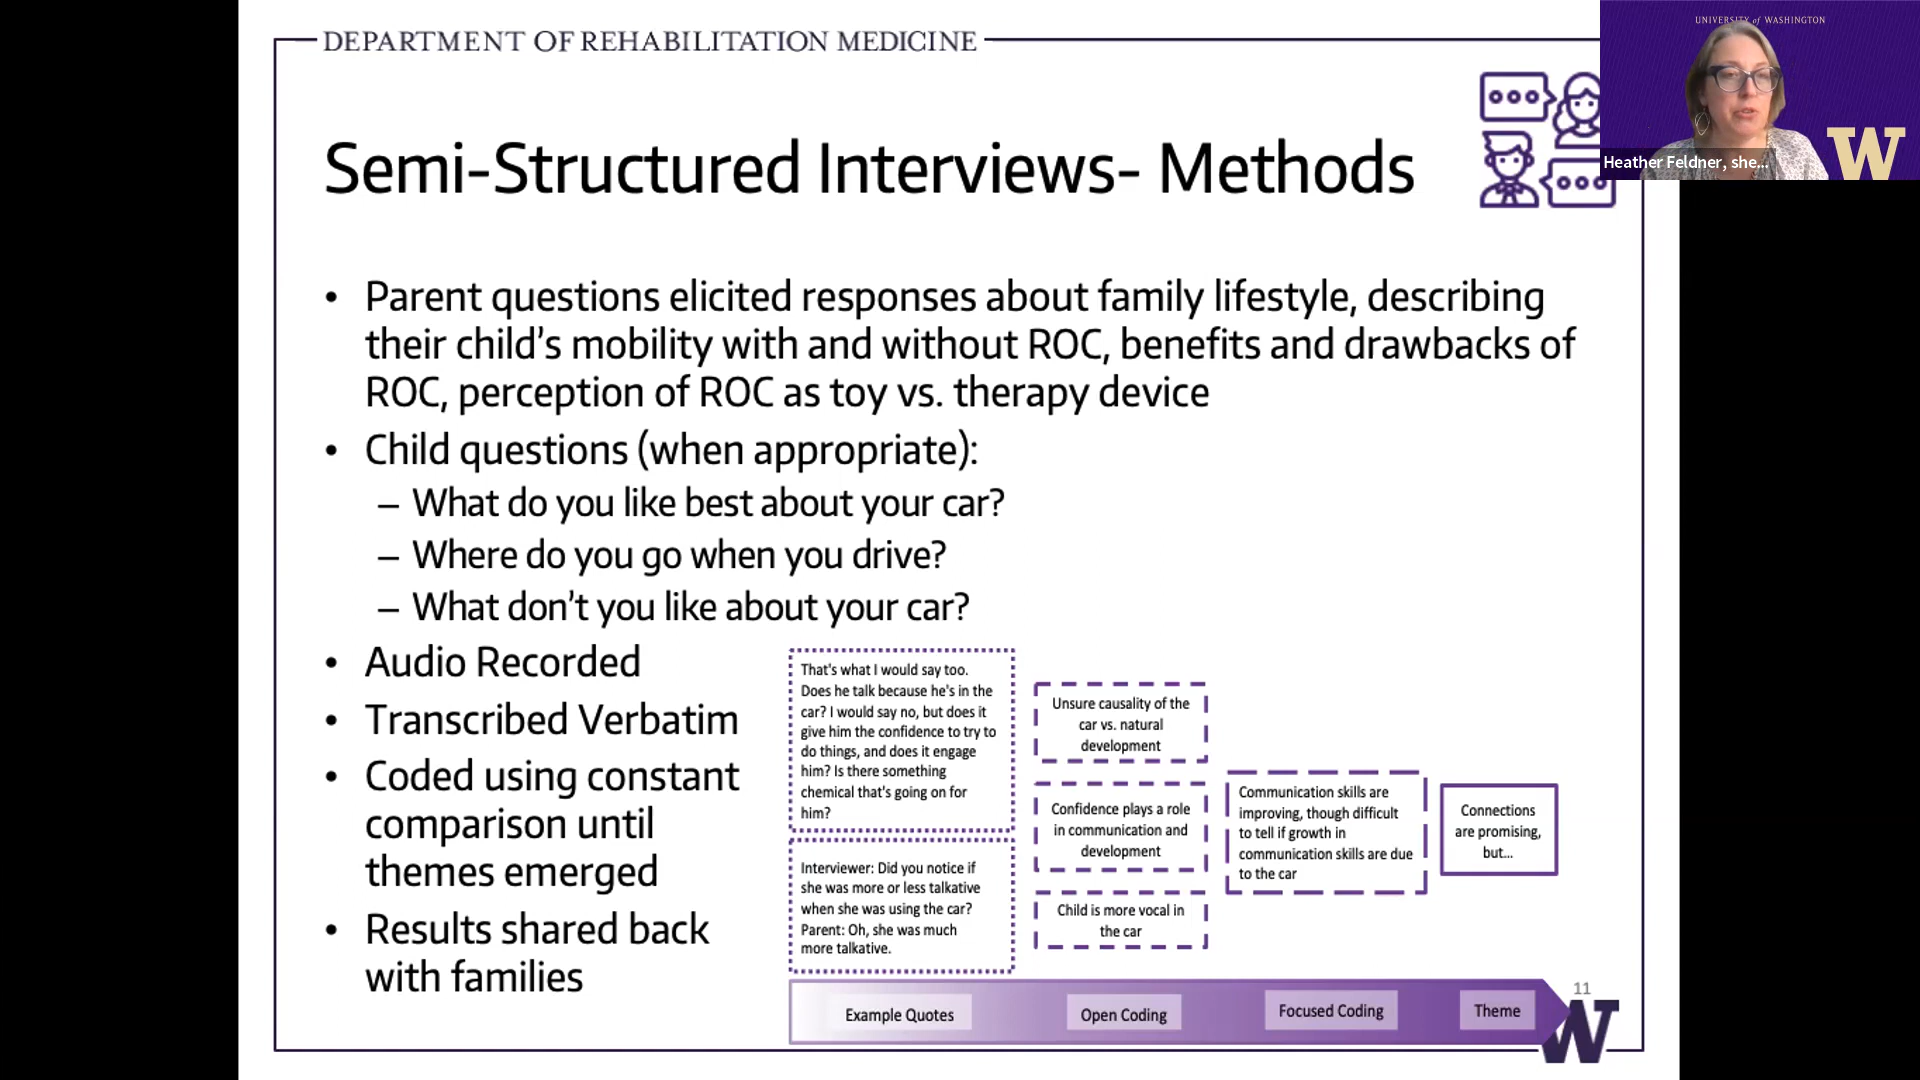 DEPARTMENT OF REHABILITATION MEDICINE
UNIVERSITY of WASHINGTON
W
Heather Feldner, she...
Semi-Structured Interviews- Methods
• Parent questions elicited responses about family lifestyle, describing
their child's mobility with and without ROC, benefits and drawbacks of
ROC, perception of ROC as toy vs. therapy device
• Child questions (when appropriate):
– What do you like best about your car?
– Where do you go when you drive?
– What don't you like about your car?
• Audio Recorded
• Transcribed Verbatim
• Coded using constant
comparison until
themes emerged
• Results shared back
with families
That's what I would say too.
Does he talk because he's in the
car? I would say no, but does it
give him the confidence to try to
do things, and does it engage
him? Is there something
chemical that's going on for
him?
Interviewer: Did you notice if
she was more or less talkative
when she was using the car?
Parent: Oh, she was much
more talkative.
Unsure causality of the
car vs. natural
development
Confidence plays a role
in communication and
development
Child is more vocal in
the car
Communication skills are
improving, though difficult
to tell if growth in
communication skills are due
to the car
Connections
are promising,
but...
Example Quotes
Open Coding
Focused Coding
Theme
11
W